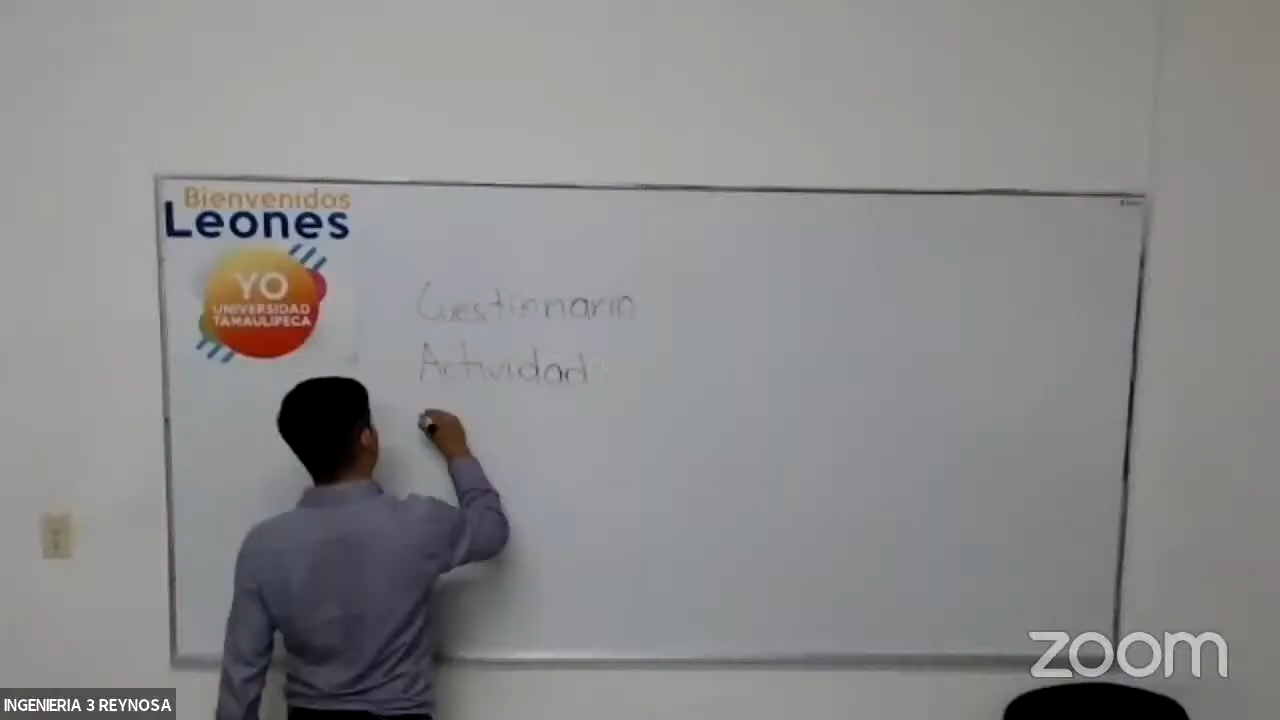 Bienvenidos
Leones
YO
UNIVERSIDAD
TAMAULIPECA
Cuestionario
Actividad
zoom
INGENIERIA 3 REYNOSA